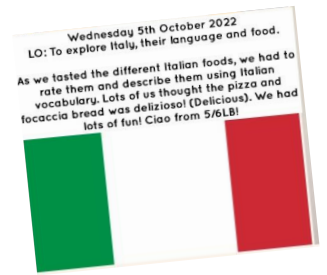 Wednesday 5th October 2022
LO: To explore Italy, their language and food.
As we tasted the different Italian foods, we had to
rate them and describe them using Italian
vocabulary. Lots of us thought the pizza and
focaccia bread was delizioso! (Delicious). We had
lots of fun! Ciao from 5/6LB!